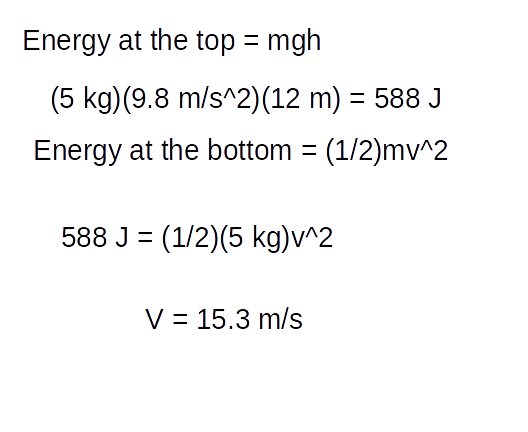 Energy at the top = mgh
(5 kg)(9.8 m/s^2)(12 m) = 588 J
Energy at the bottom = (1/2)mv^2
588 J = (1/2)(5 kg)v^2
V = 15.3 m/s